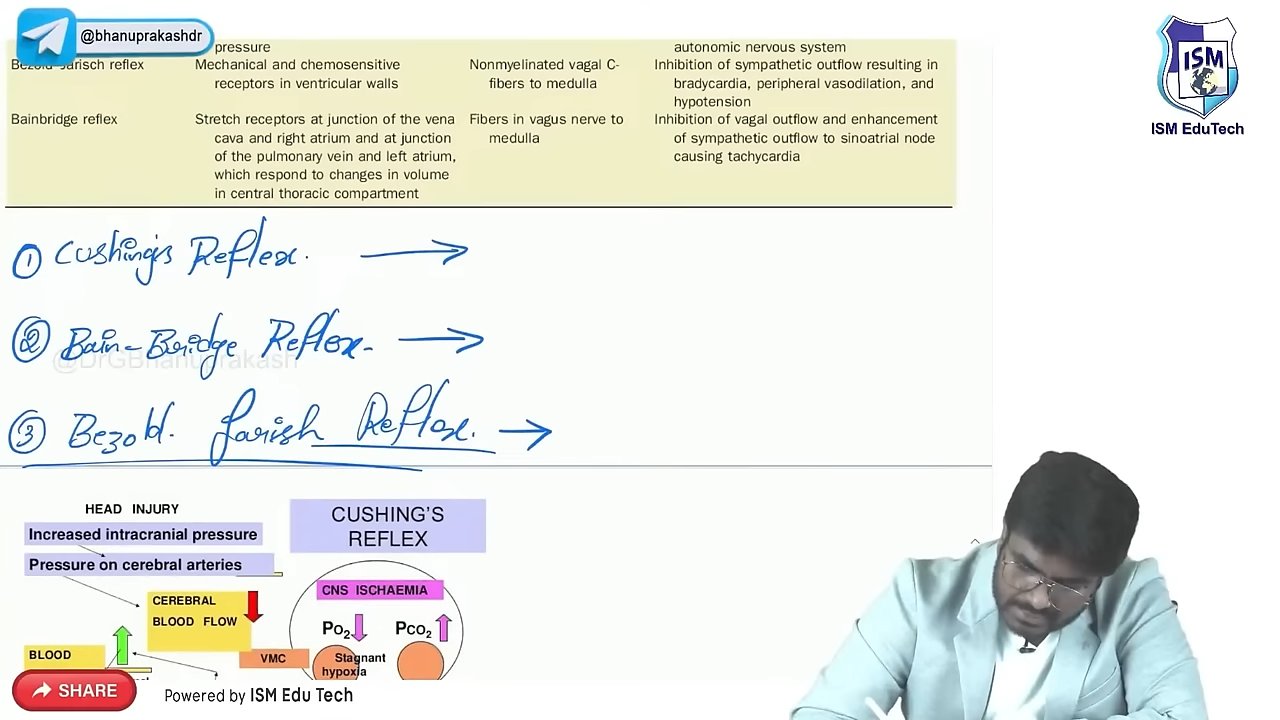 @bhanuprakashdr
pressure
autonomic nervous system
Bezold-Jarisch reflex
Mechanical and chemosensitive
receptors in ventricular walls
Nonmyelinated vagal C-
fibers to medulla
Inhibition of sympathetic outflow resulting in
bradycardia, peripheral vasodilation, and
hypotension
Bainbridge reflex
Stretch receptors at junction of the vena
cava and right atrium and at junction
of the pulmonary vein and left atrium,
which respond to changes in volume
in central thoracic compartment
Fibers in vagus nerve to
medulla
Inhibition of vagal outflow and enhancement
of sympathetic outflow to sinoatrial node
causing tachycardia
ISM
ISM EduTech
① Cushing's Reflex.
② Bain-Bridge Reflex.
@DrGBhanuprakash
③ Bezold. Jarish Reflex.
HEAD INJURY
Increased intracranial pressure
Pressure on cerebral arteries
CEREBRAL
BLOOD FLOW
BLOOD
CUSHING'S
REFLEX
CNS ISCHAEMIA
PO2 PCO2
VMC
Stagnant
hypoxia
SHARE
Powered by ISM Edu Tech